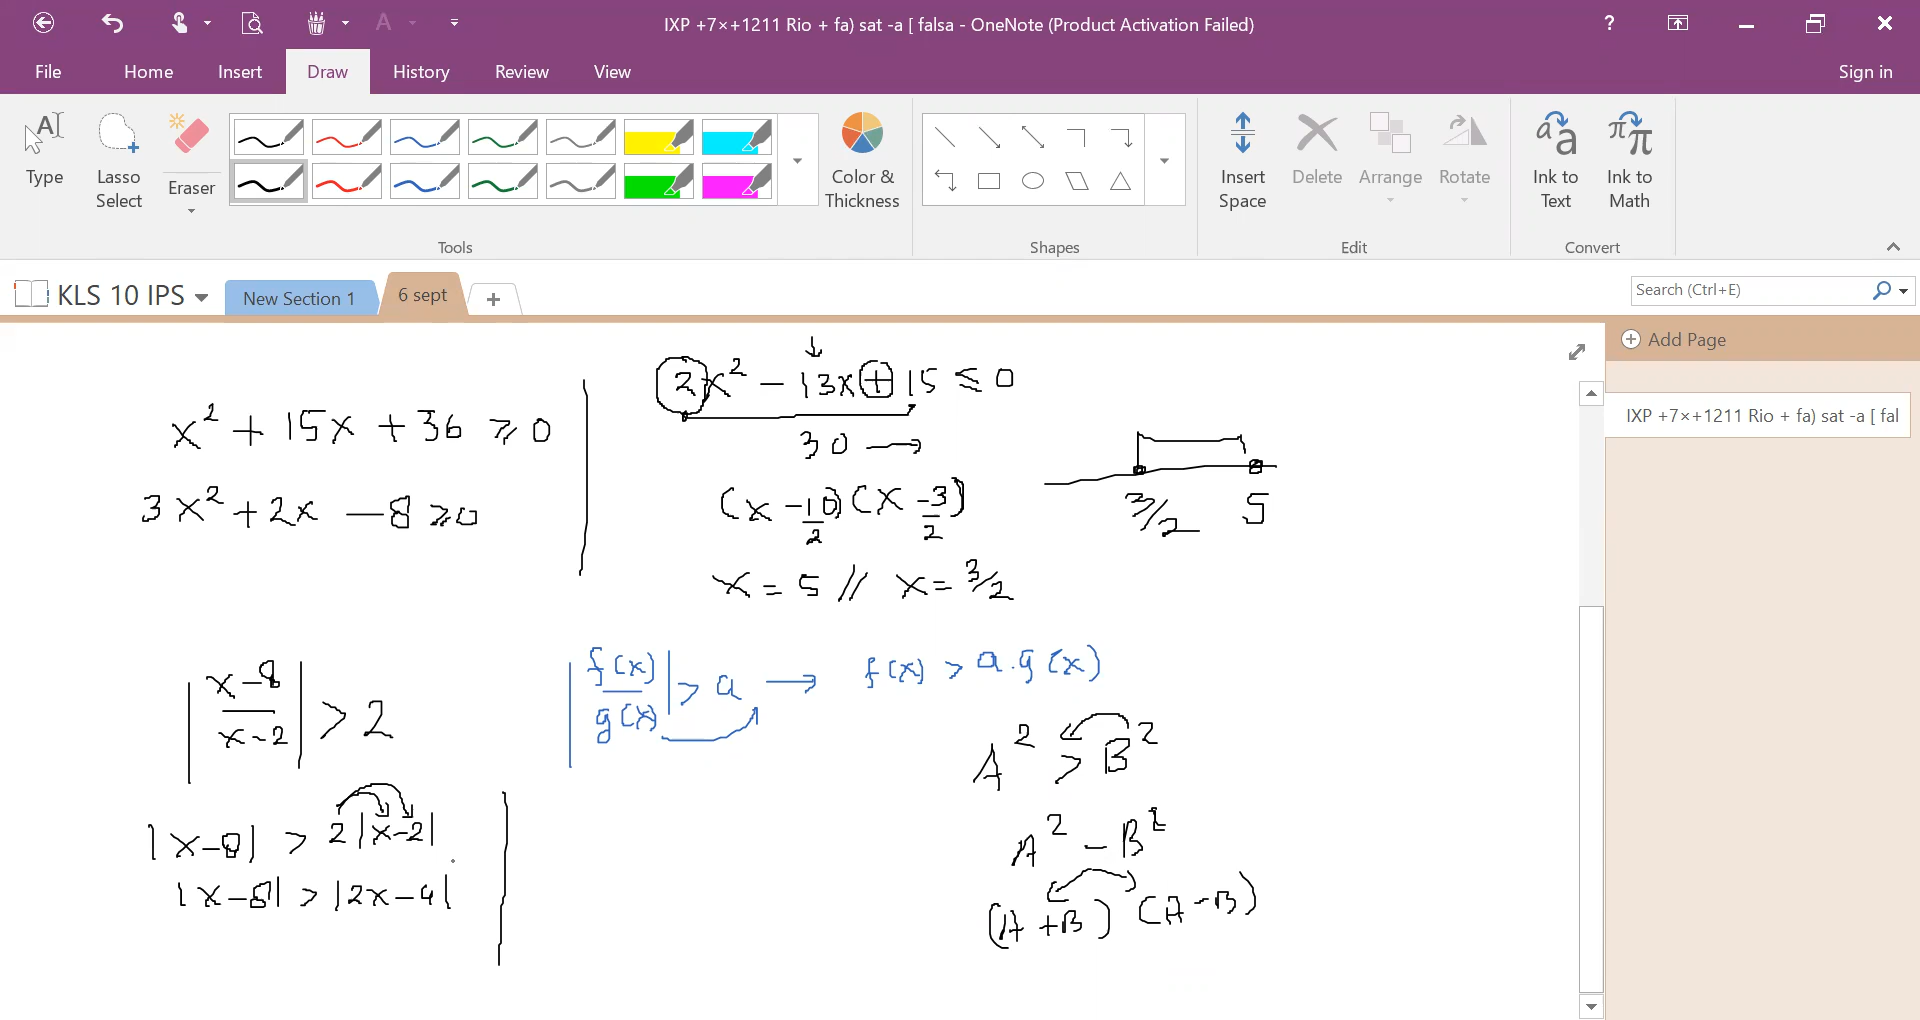 IXP +7×+1211 Rio + fa) sat -a [ falsa - OneNote (Product Activation Failed)
File Home Insert Draw History Review View Sign in
Type
Lasso Select
Eraser
Color & Thickness
Insert Space
Delete
Arrange
Rotate
Ink to Text
Ink to Math
Tools Shapes Edit Convert
KLS 10 IPS
New Section 1
6 sept
Search (Ctrl+E)
Add Page
IXP +7×+1211 Rio + fa) sat -a [ fal
x² + 15x + 36 ≥ 0
3x² + 2x - 8 ≥ 0
2x² - 13x + 15 ≤ 0
30 →
(x - 10/2)(x - 3/2)
x = 5 // x = 3/2
3/2 5
|f(x)/g(x)| > a → f(x) > a.g(x)
A² > B²
A² - B²
(A + B) (A - B)
> 2
> 2|x-2|
|x-8| > |2x-4|